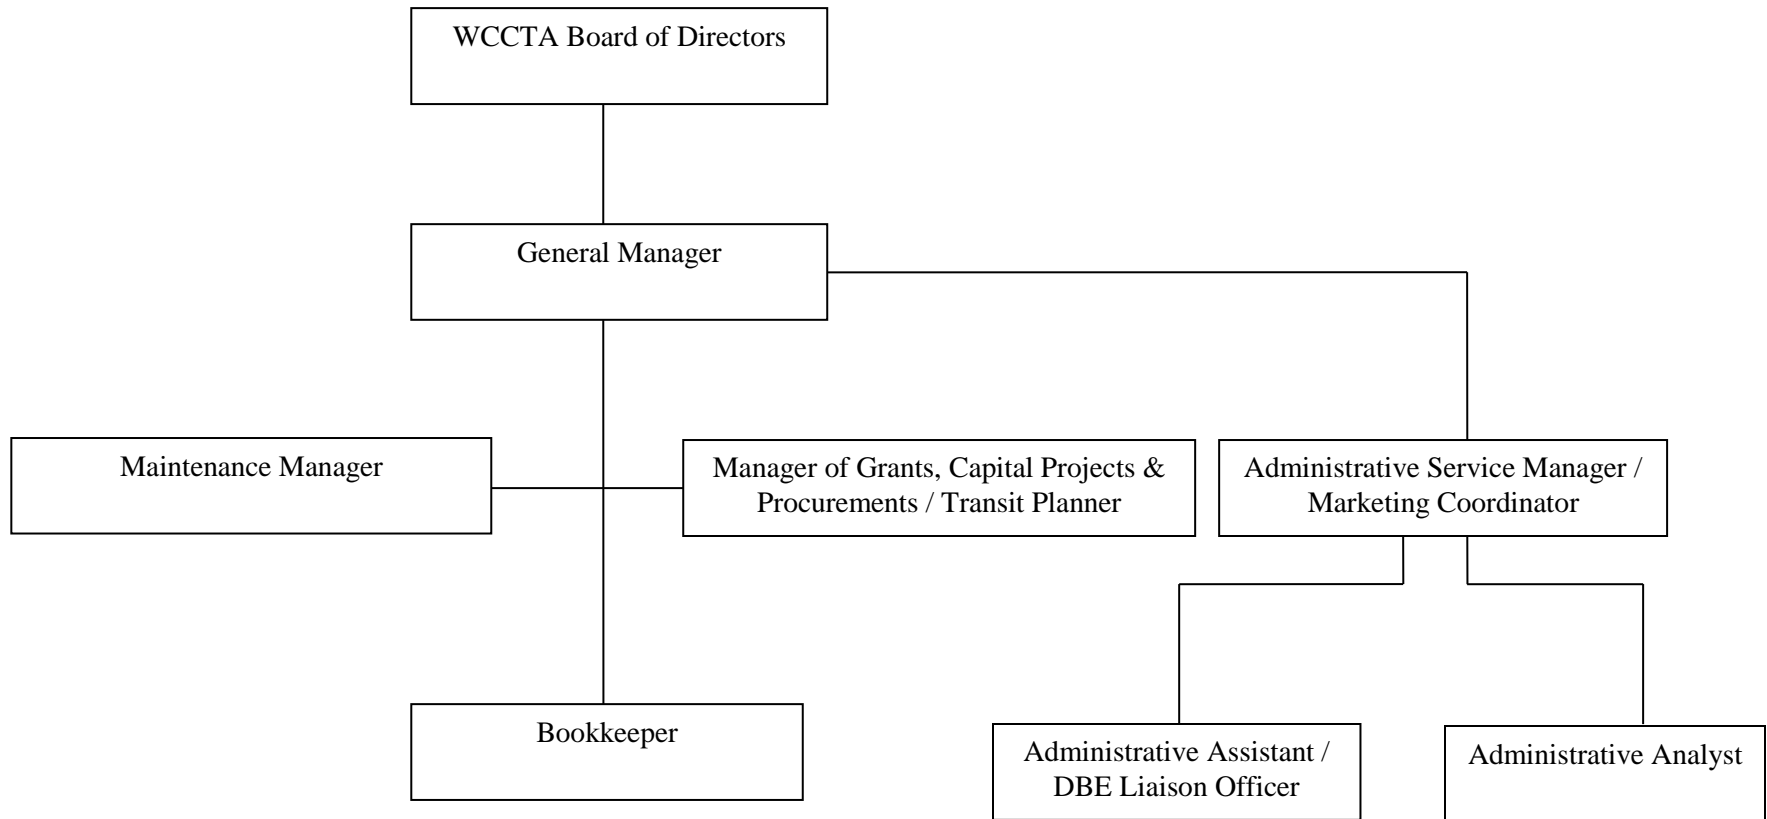 WCCTA Board of Directors
General Manager
Maintenance Manager
Manager of Grants, Capital Projects &
Procurements / Transit Planner
Administrative Service Manager /
Marketing Coordinator
Bookkeeper
Administrative Assistant /
DBE Liaison Officer
Administrative Analyst